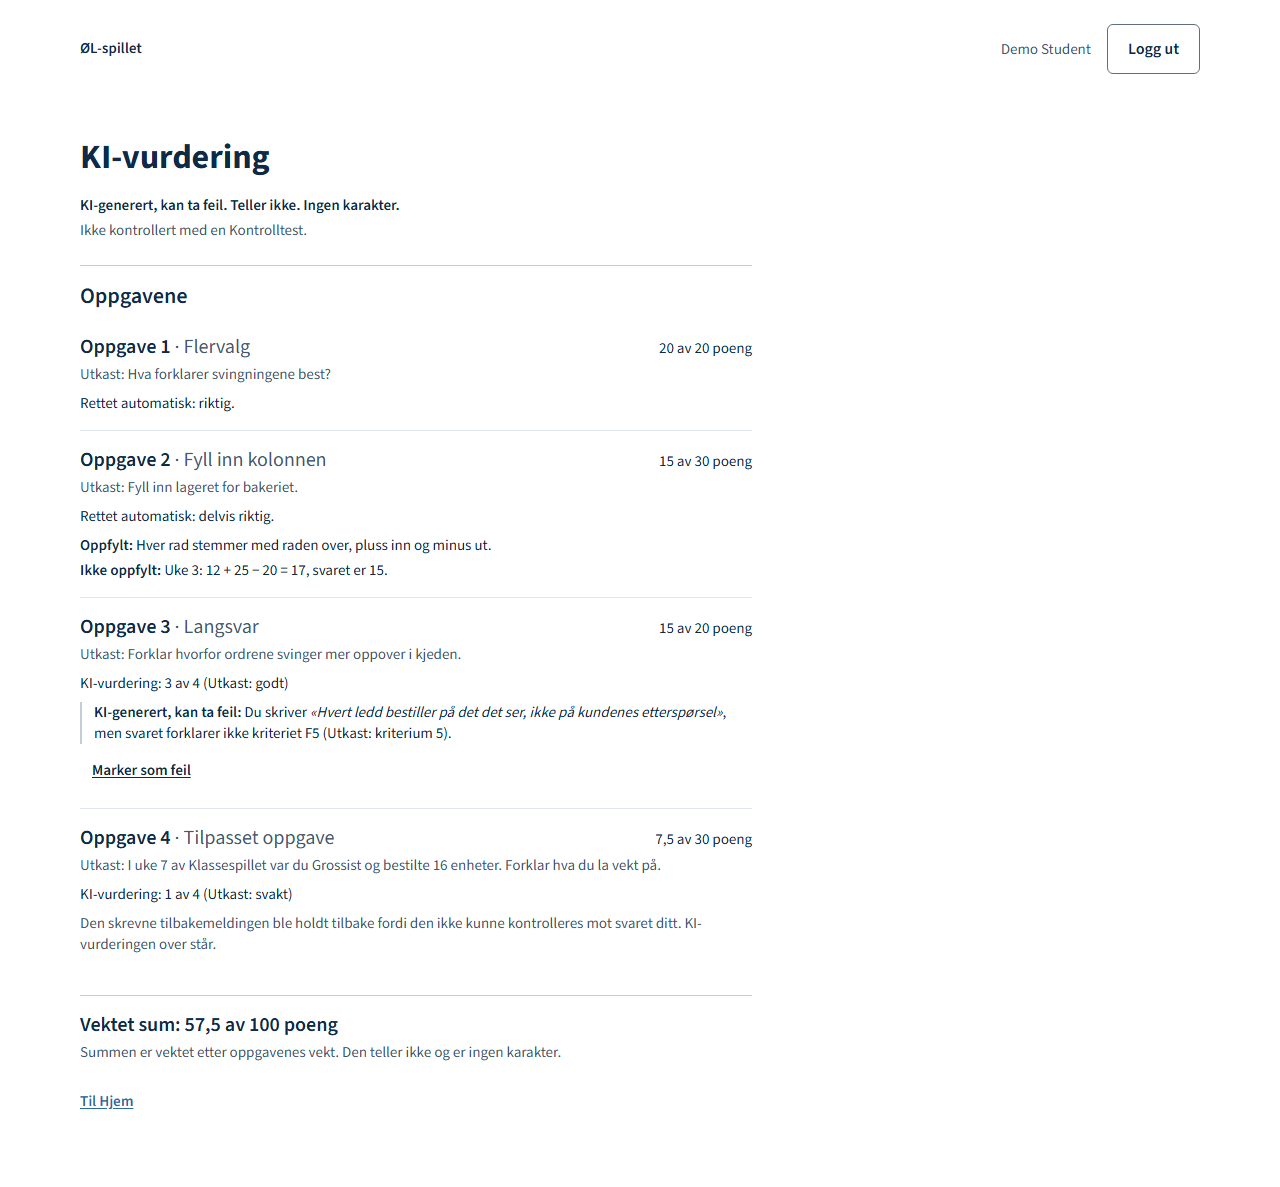 ØL-spillet
Demo Student
Logg ut
KI-vurdering
KI-generert, kan ta feil. Teller ikke. Ingen karakter.
Ikke kontrollert med en Kontrolltest.
Oppgavene
Oppgave 1 · Flervalg
20 av 20 poeng
Utkast: Hva forklarer svingningene best?
Rettet automatisk: riktig.
Oppgave 2 · Fyll inn kolonnen
15 av 30 poeng
Utkast: Fyll inn lageret for bakeriet.
Rettet automatisk: delvis riktig.
Oppfylt: Hver rad stemmer med raden over, pluss inn og minus ut.
Ikke oppfylt: Uke 3: 12 + 25 − 20 = 17, svaret er 15.
Oppgave 3 · Langsvar
15 av 20 poeng
Utkast: Forklar hvorfor ordrene svinger mer oppover i kjeden.
KI-vurdering: 3 av 4 (Utkast: godt)
KI-generert, kan ta feil: Du skriver «Hvert ledd bestiller på det det ser, ikke på kundenes etterspørsel»,
men svaret forklarer ikke kriteriet F5 (Utkast: kriterium 5).
Marker som feil
Oppgave 4 · Tilpasset oppgave
7,5 av 30 poeng
Utkast: I uke 7 av Klassespillet var du Grossist og bestilte 16 enheter. Forklar hva du la vekt på.
KI-vurdering: 1 av 4 (Utkast: svakt)
Den skrevne tilbakemeldingen ble holdt tilbake fordi den ikke kunne kontrolleres mot svaret ditt. KI-
vurderingen over står.
Vektet sum: 57,5 av 100 poeng
Summen er vektet etter oppgavenes vekt. Den teller ikke og er ingen karakter.
Til Hjem